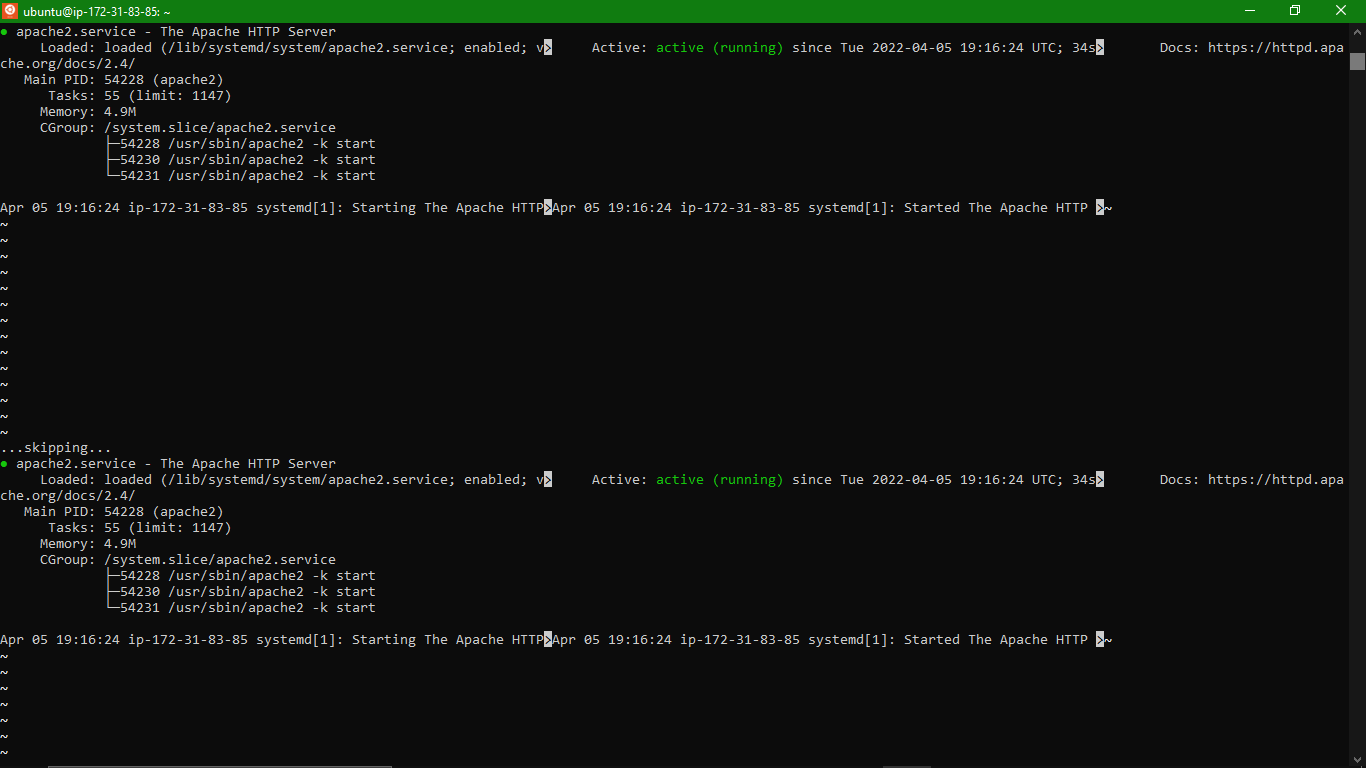 ubuntu@ip-172-31-83-85: ~
● apache2.service - The Apache HTTP Server
     Loaded: loaded (/lib/systemd/system/apache2.service; enabled; v>     Active: active (running) since Tue 2022-04-05 19:16:24 UTC; 34s>       Docs: https://httpd.apa
che.org/docs/2.4/
   Main PID: 54228 (apache2)
      Tasks: 55 (limit: 1147)
     Memory: 4.9M
     CGroup: /system.slice/apache2.service
             ├─54228 /usr/sbin/apache2 -k start
             ├─54230 /usr/sbin/apache2 -k start
             └─54231 /usr/sbin/apache2 -k start

Apr 05 19:16:24 ip-172-31-83-85 systemd[1]: Starting The Apache HTTP>Apr 05 19:16:24 ip-172-31-83-85 systemd[1]: Started The Apache HTTP >~
~
~
~
~
~
~
~
~
~
~
~
~
~
~
...skipping...
● apache2.service - The Apache HTTP Server
     Loaded: loaded (/lib/systemd/system/apache2.service; enabled; v>     Active: active (running) since Tue 2022-04-05 19:16:24 UTC; 34s>       Docs: https://httpd.apa
che.org/docs/2.4/
   Main PID: 54228 (apache2)
      Tasks: 55 (limit: 1147)
     Memory: 4.9M
     CGroup: /system.slice/apache2.service
             ├─54228 /usr/sbin/apache2 -k start
             ├─54230 /usr/sbin/apache2 -k start
             └─54231 /usr/sbin/apache2 -k start

Apr 05 19:16:24 ip-172-31-83-85 systemd[1]: Starting The Apache HTTP>Apr 05 19:16:24 ip-172-31-83-85 systemd[1]: Started The Apache HTTP >~
~
~
~
~
~
~
~